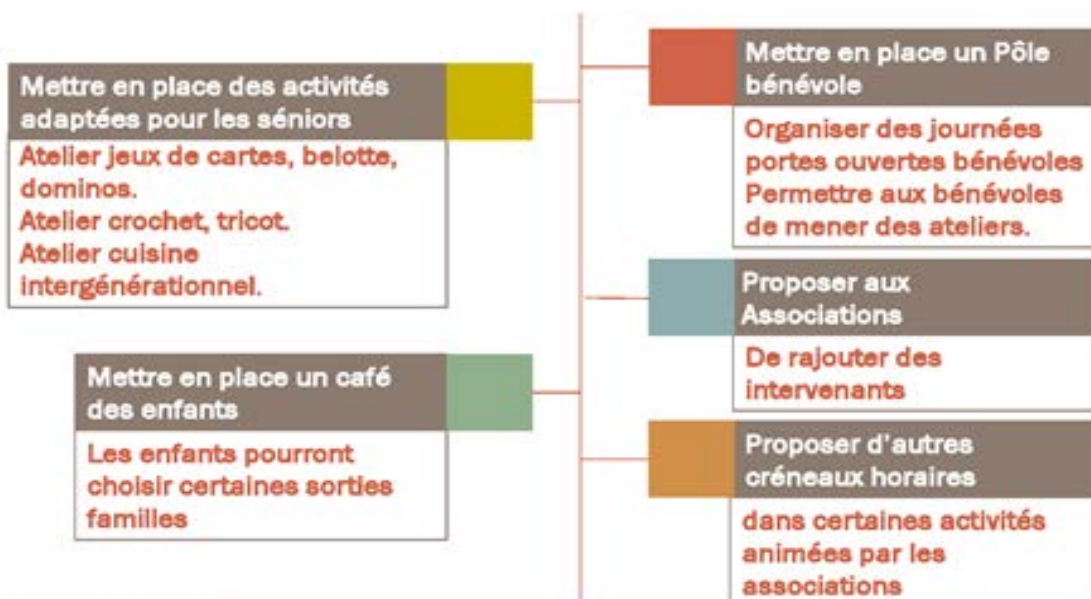 Mettre en place des activités
adaptées pour les séniors
Atelier jeux de cartes, belotte,
dominos.
Atelier crochet, tricot.
Atelier cuisine
intergénérationnel.
Mettre en place un café
des enfants
Les enfants pourront
choisir certaines sorties
familles
Mettre en place un Pôle
bénévole
Organiser des journées
portes ouvertes bénévoles
Permettre aux bénévoles
de mener des ateliers.
Proposer aux
Associations
De rajouter des
intervenants
Proposer d'autres
créneaux horaires
dans certaines activités
animées par les
associations